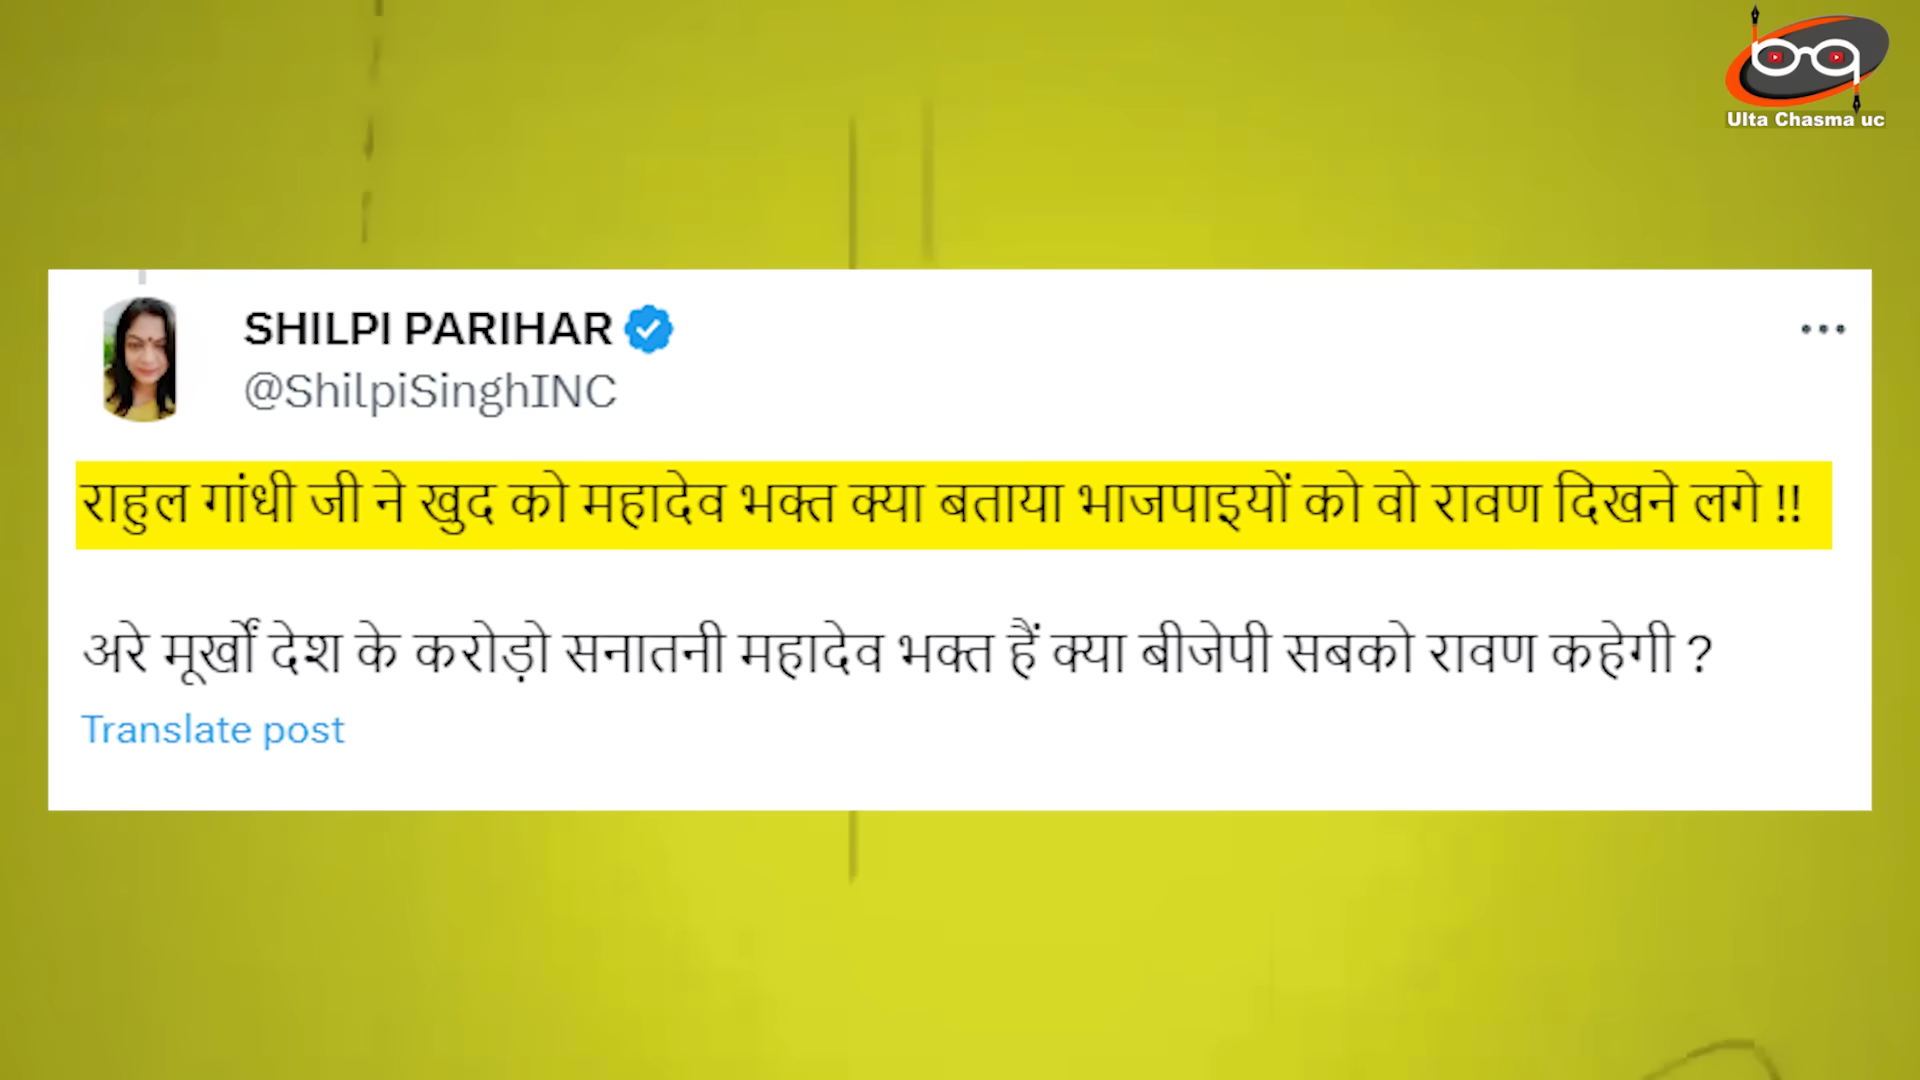 Ulta Chasma uc
SHILPI PARIHAR
@ShilpiSinghINC
राहुल गांधी जी ने खुद को महादेव भक्त क्या बताया भाजपाइयों को वो रावण दिखने लगे !!
अरे मूर्खों देश के करोड़ो सनातनी महादेव भक्त हैं क्या बीजेपी सबको रावण कहेगी ?
Translate post